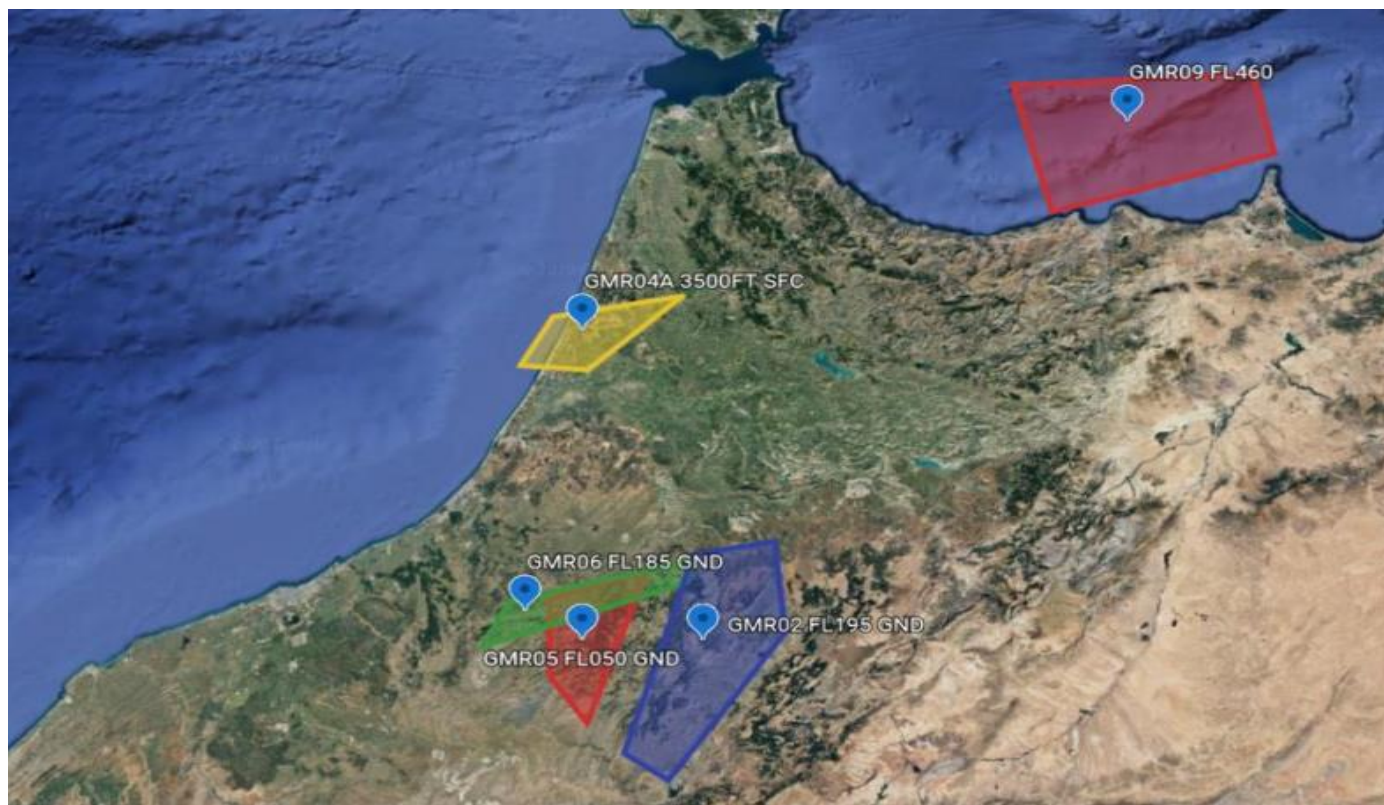 GMR09 FL460
GMR04A 3500FT SFC
GMR06 FL185 GND
GMR02 FL195 GND
GMR05 FL050 GND